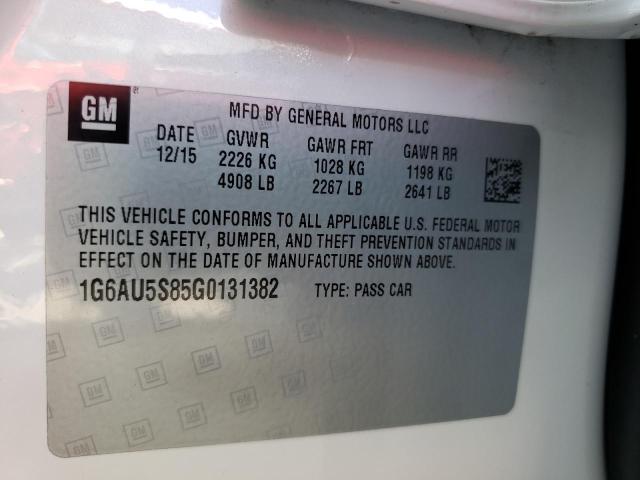 GM
MFD BY GENERAL MOTORS LLC
DATE GVWR GAWR FRT GAWR RR
12/15 2226 KG 1028 KG 1198 KG
4908 LB 2267 LB 2641 LB
THIS VEHICLE CONFORMS TO ALL APPLICABLE U.S. FEDERAL MOTOR
VEHICLE SAFETY, BUMPER, AND THEFT PREVENTION STANDARDS IN
EFFECT ON THE DATE OF MANUFACTURE SHOWN ABOVE.
1G6AU5S85G0131382 TYPE: PASS CAR